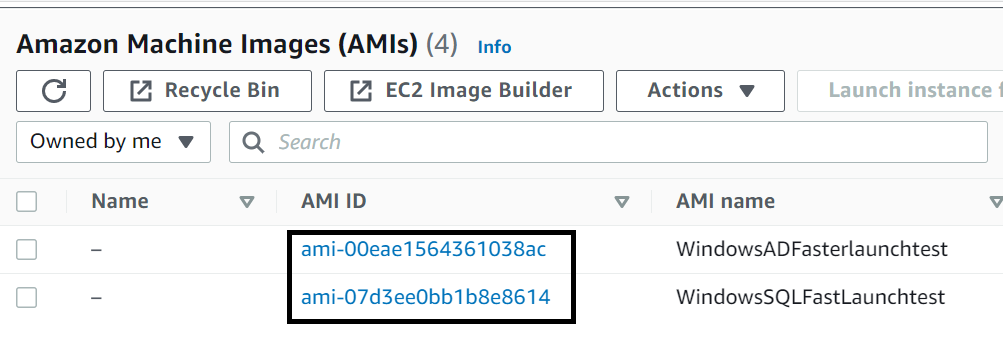 Amazon Machine Images (AMIs) (4) Info
Recycle Bin EC2 Image Builder Actions Launch instance f
Owned by me Search
Name AMI ID AMI name
– ami-00eae1564361038ac WindowsADFasterlaunchtest
– ami-07d3ee0bb1b8e8614 WindowsSQLFastLaunchtest